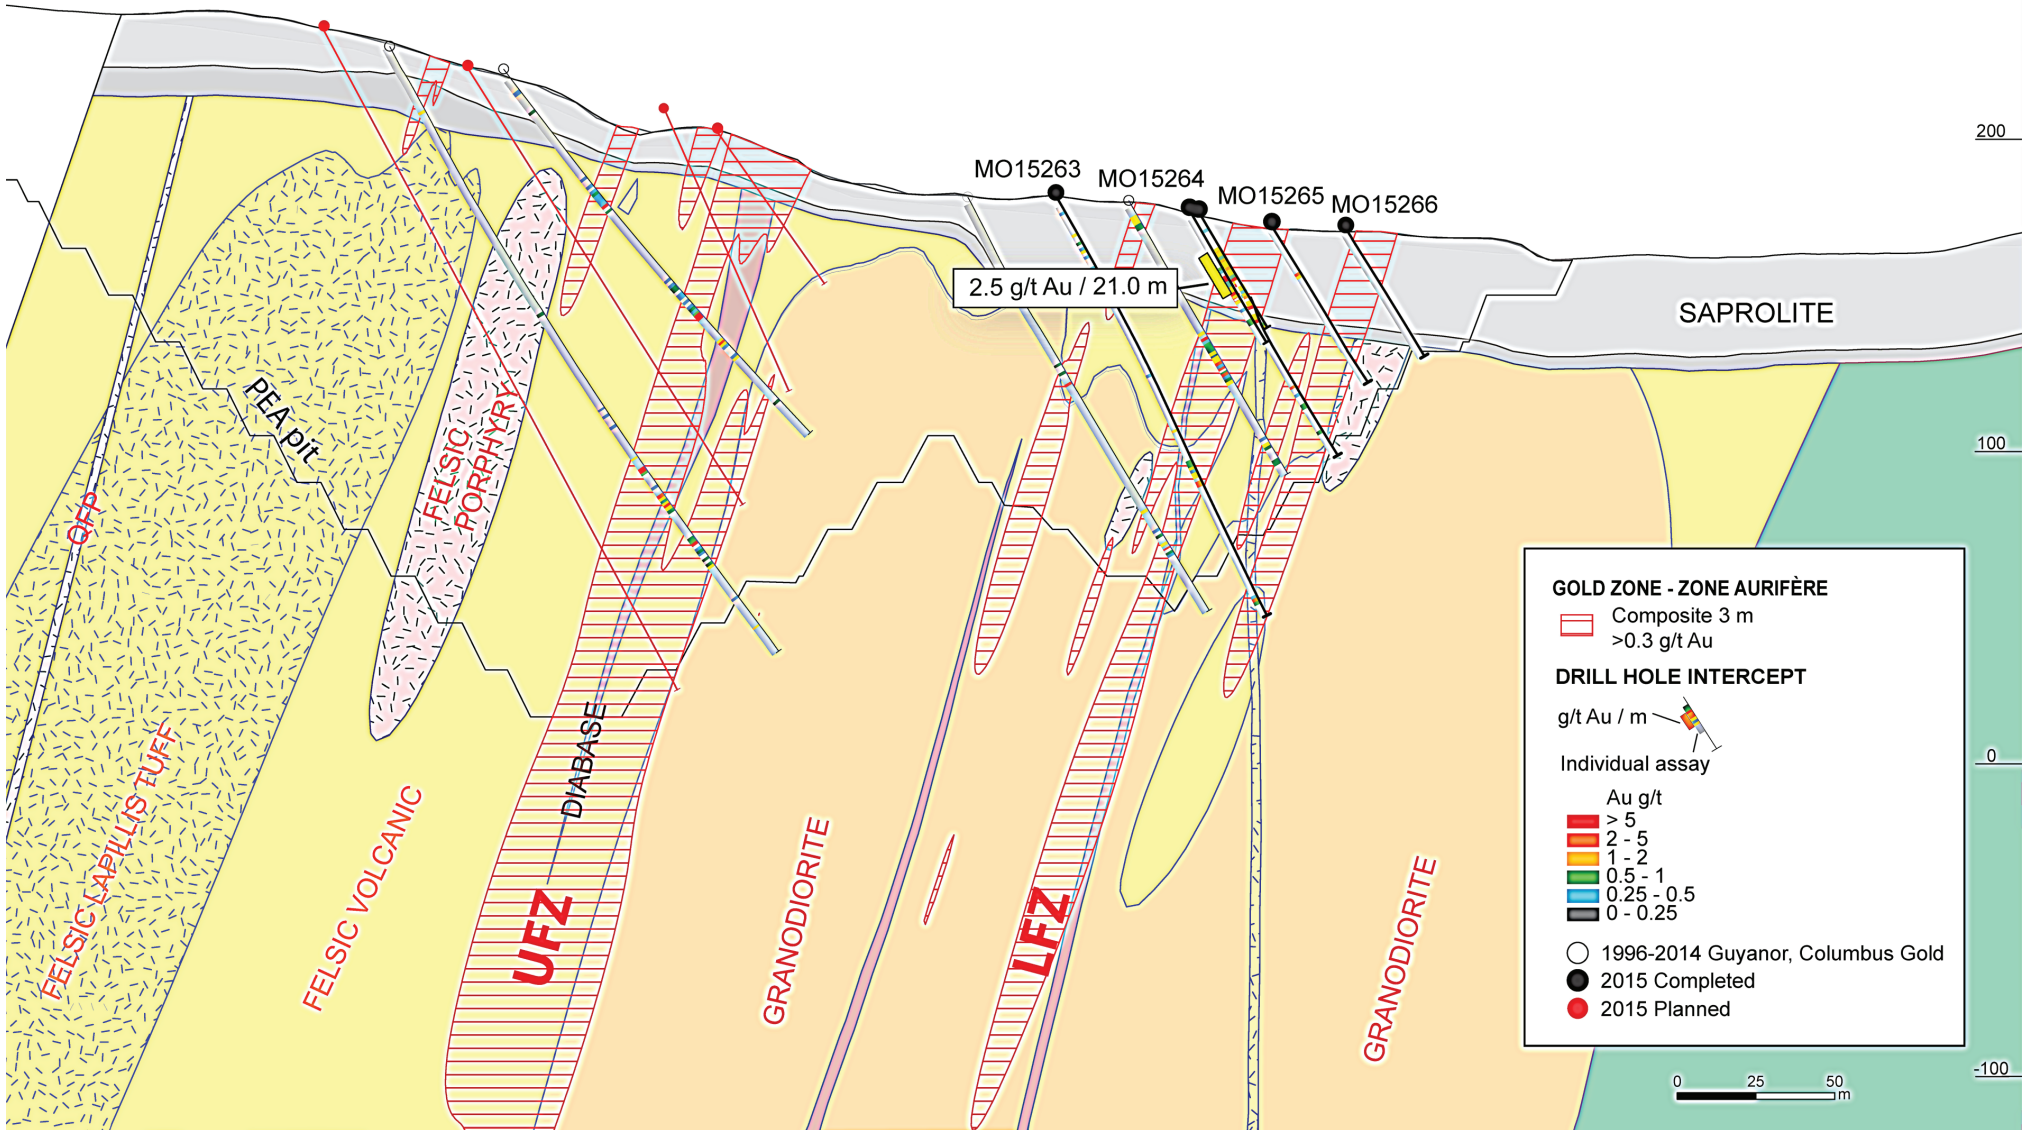 MO15263
MO15264
MO15265
MO15266
2.5 g/t Au / 21.0 m
SAPROLITE
200
100
0
-100
PEA pit
QFP
FELSIC
PORPHYRY
FELSIC LAPILLIS TUFF
FELSIC VOLCANIC
UFZ
DIABASE
GRANODIORITE
LFZ
GRANODIORITE
GOLD ZONE - ZONE AURIFÈRE
Composite 3 m
>0.3 g/t Au
DRILL HOLE INTERCEPT
g/t Au / m
Individual assay
Au g/t
> 5
2 - 5
1 - 2
0.5 - 1
0.25 - 0.5
0 - 0.25
1996-2014 Guyanor, Columbus Gold
2015 Completed
2015 Planned
0 25 50
m